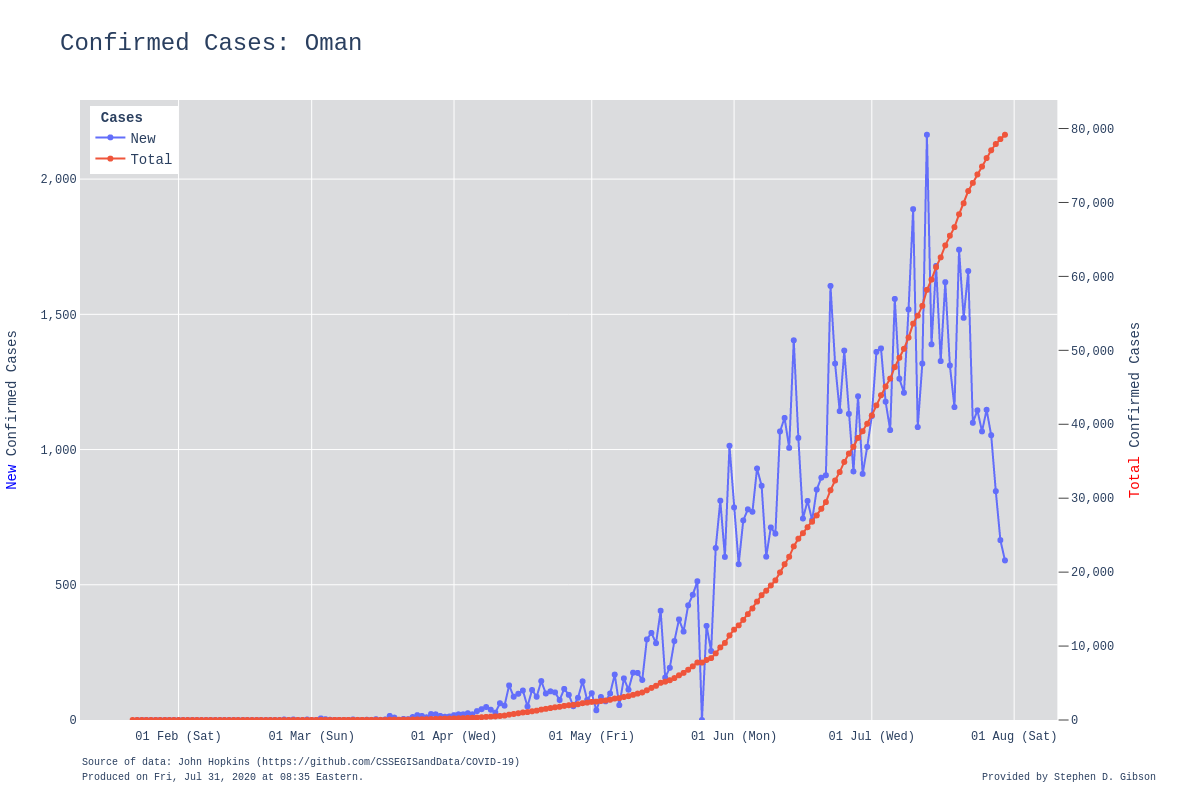 Confirmed Cases: Oman
Cases
New
Total
2,000
1,500
1,000
500
0
80,000
70,000
60,000
50,000
40,000
30,000
20,000
10,000
0
New Confirmed Cases
Total Confirmed Cases
01 Feb (Sat)
01 Mar (Sun)
01 Apr (Wed)
01 May (Fri)
01 Jun (Mon)
01 Jul (Wed)
01 Aug (Sat)
Source of data: John Hopkins (https://github.com/CSSEGISandData/COVID-19)
Produced on Fri, Jul 31, 2020 at 08:35 Eastern.
Provided by Stephen D. Gibson